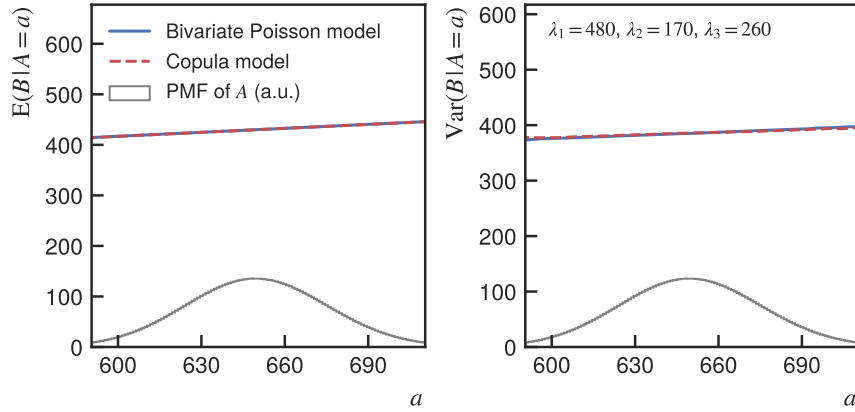 E(B|A=a)
600
500
400
300
200
100
0
Bivariate Poisson model
Copula model
PMF of A (a.u.)
600 630 660 690
a
Var(B|A=a)
600
500
400
300
200
100
0
λ₁=480, λ₂=170, λ₃=260
600 630 660 690
a